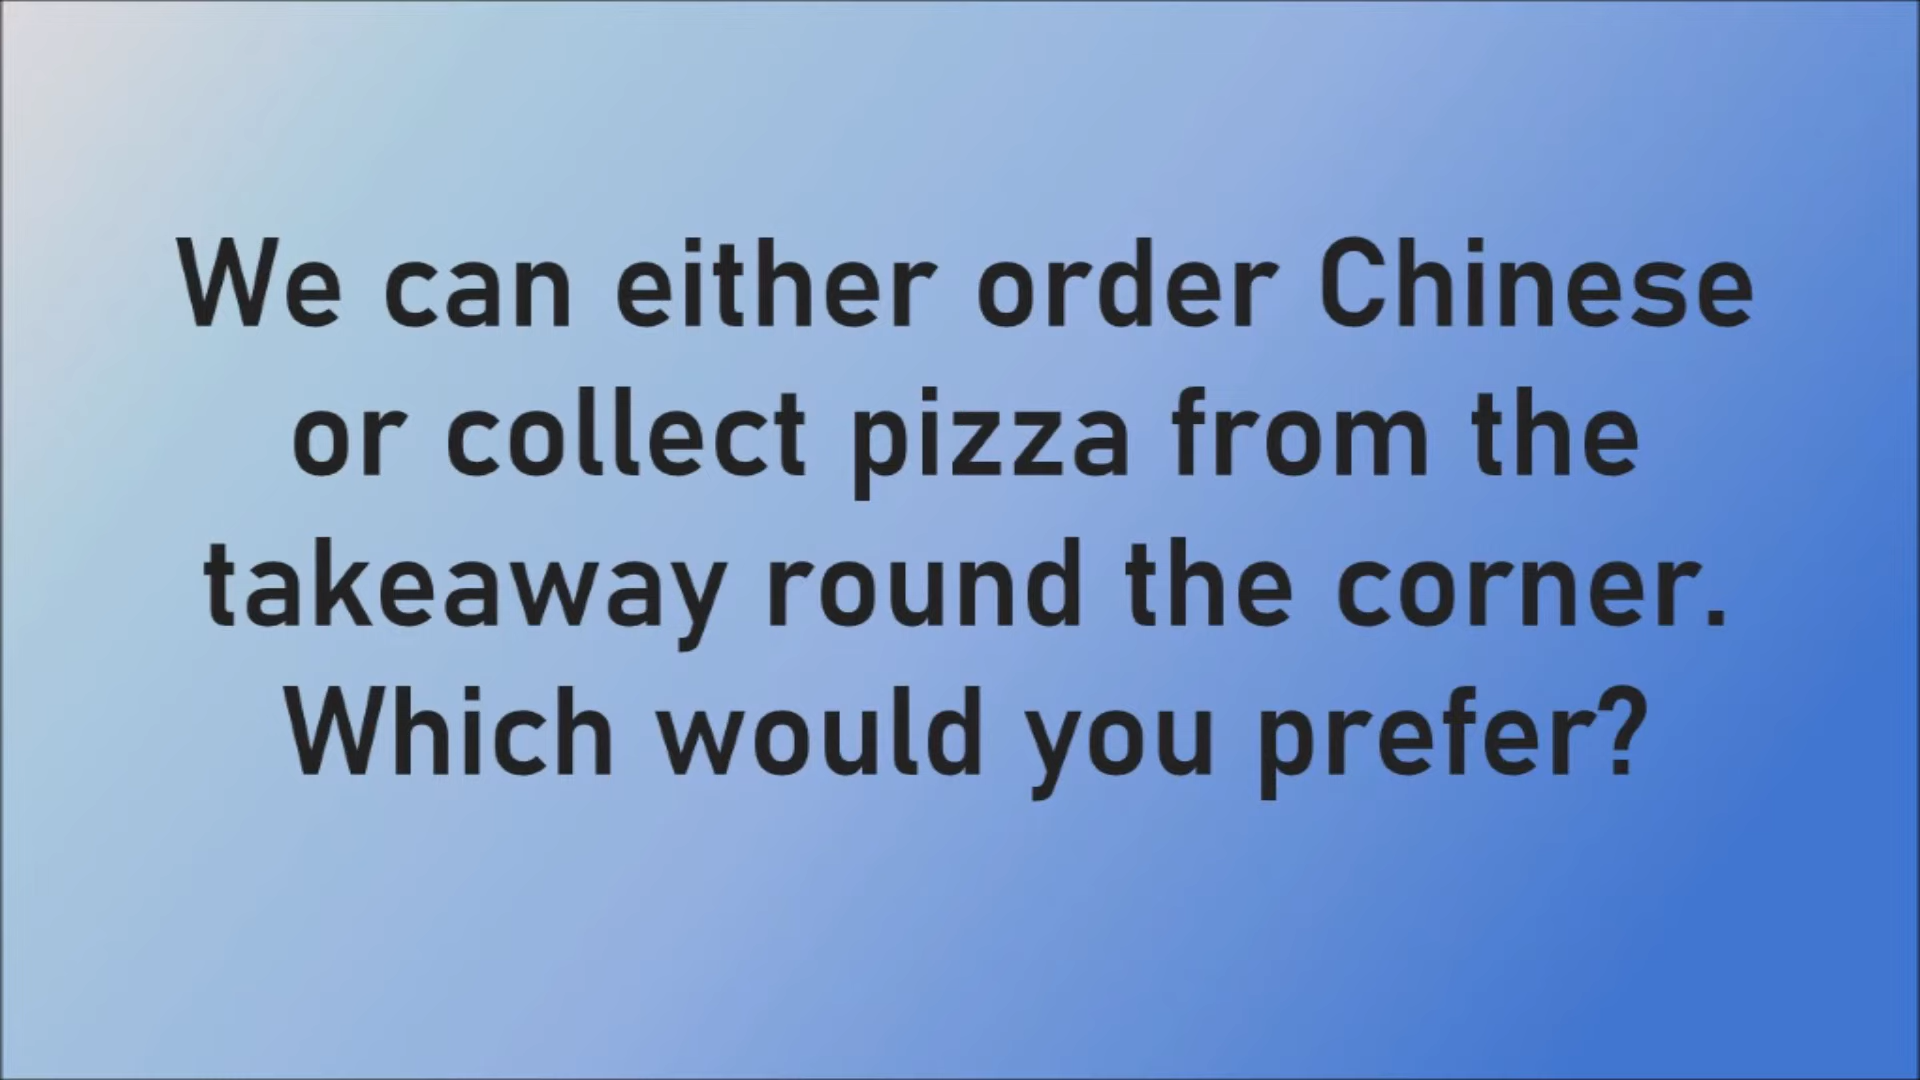 We can either order Chinese
or collect pizza from the
takeaway round the corner.
Which would you prefer?